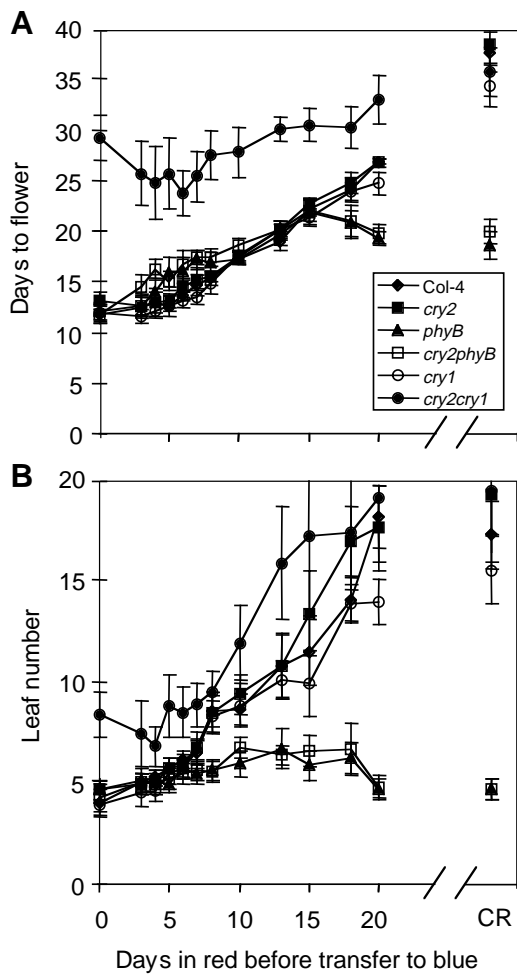 A
40
35
30
25
20
15
10
5
0
Days to flower
Col-4
cry2
phyB
cry2phyB
cry1
cry2cry1
B
20
15
10
5
0
Leaf number
0 5 10 15 20 CR
Days in red before transfer to blue